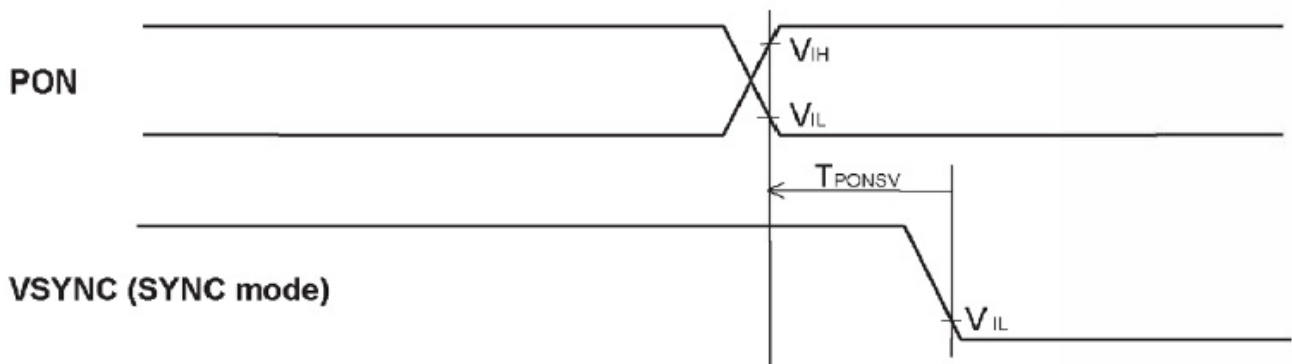 PON
VIH
VIL
TPONSV
VSYNC (SYNC mode)
VIL